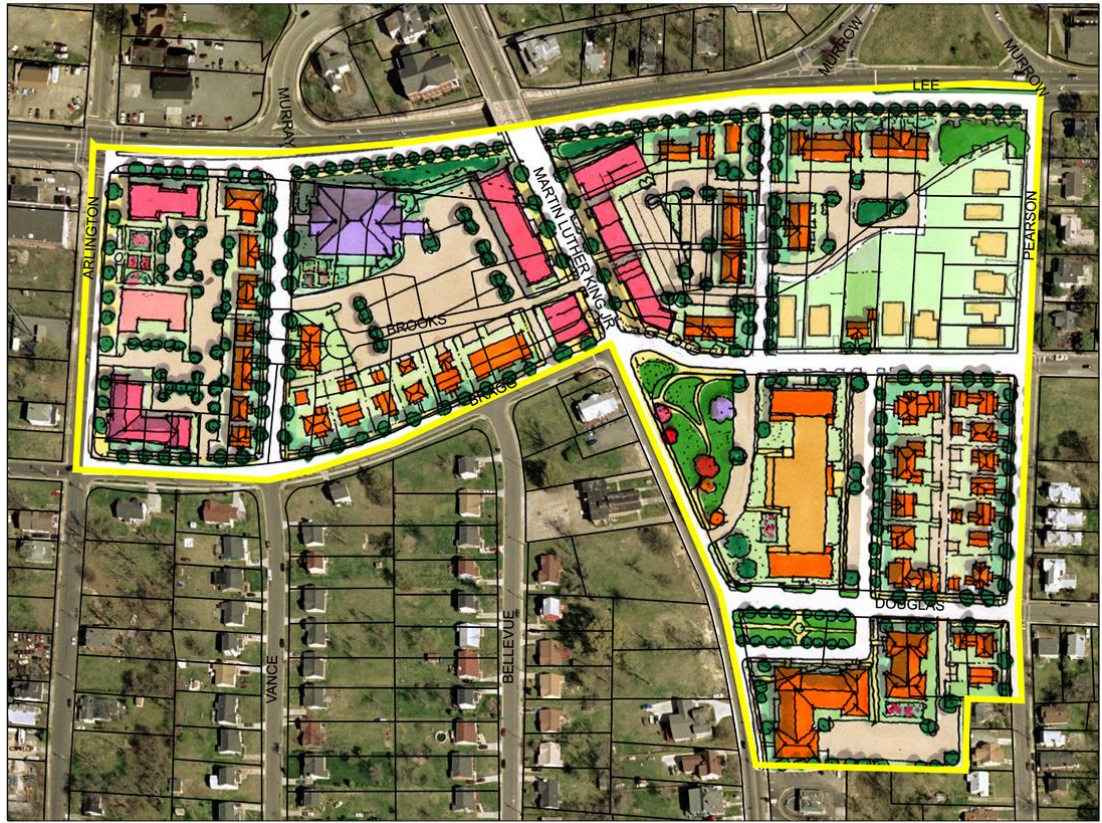 MURROW
MURROW
LEE
MURRAY
MARTIN LUTHER KING JR
ARLINGTON
PEARSON
BROOKS
BRAGG
DOUGLAS
VANCE
BELLEVUE